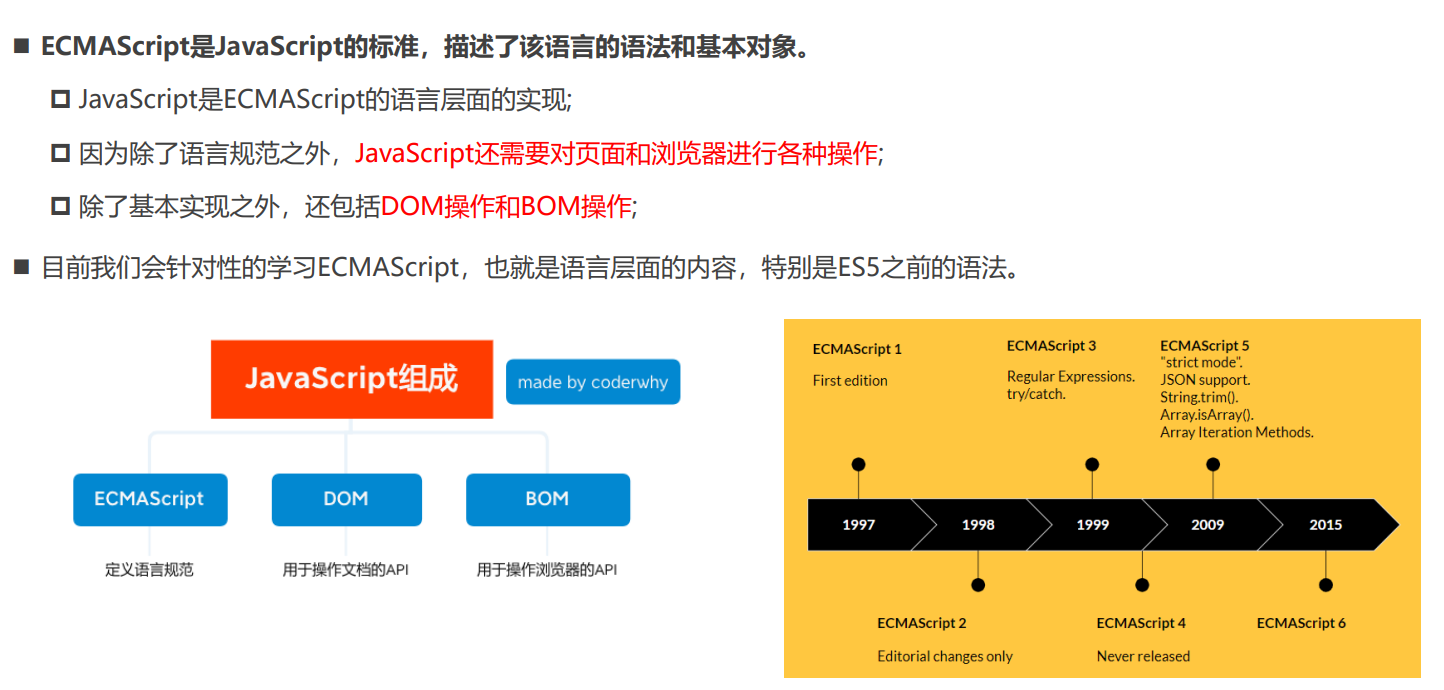 ECMAScript是JavaScript的标准，描述了该语言的语法和基本对象。
JavaScript是ECMAScript的语言层面的实现;
因为除了语言规范之外，JavaScript还需要对页面和浏览器进行各种操作;
除了基本实现之外，还包括DOM操作和BOM操作;
目前我们会针对性的学习ECMAScript，也就是语言层面的内容，特别是ES5之前的语法。
JavaScript组成
made by coderwhy
ECMAScript
DOM
BOM
定义语言规范
用于操作文档的API
用于操作浏览器的API
ECMAScript 1
First edition
ECMAScript 3
Regular Expressions.
try/catch.
ECMAScript 5
"strict mode".
JSON support.
String.trim().
Array.isArray().
Array Iteration Methods.
1997
1998
1999
2009
2015
ECMAScript 2
Editorial changes only
ECMAScript 4
Never released
ECMAScript 6